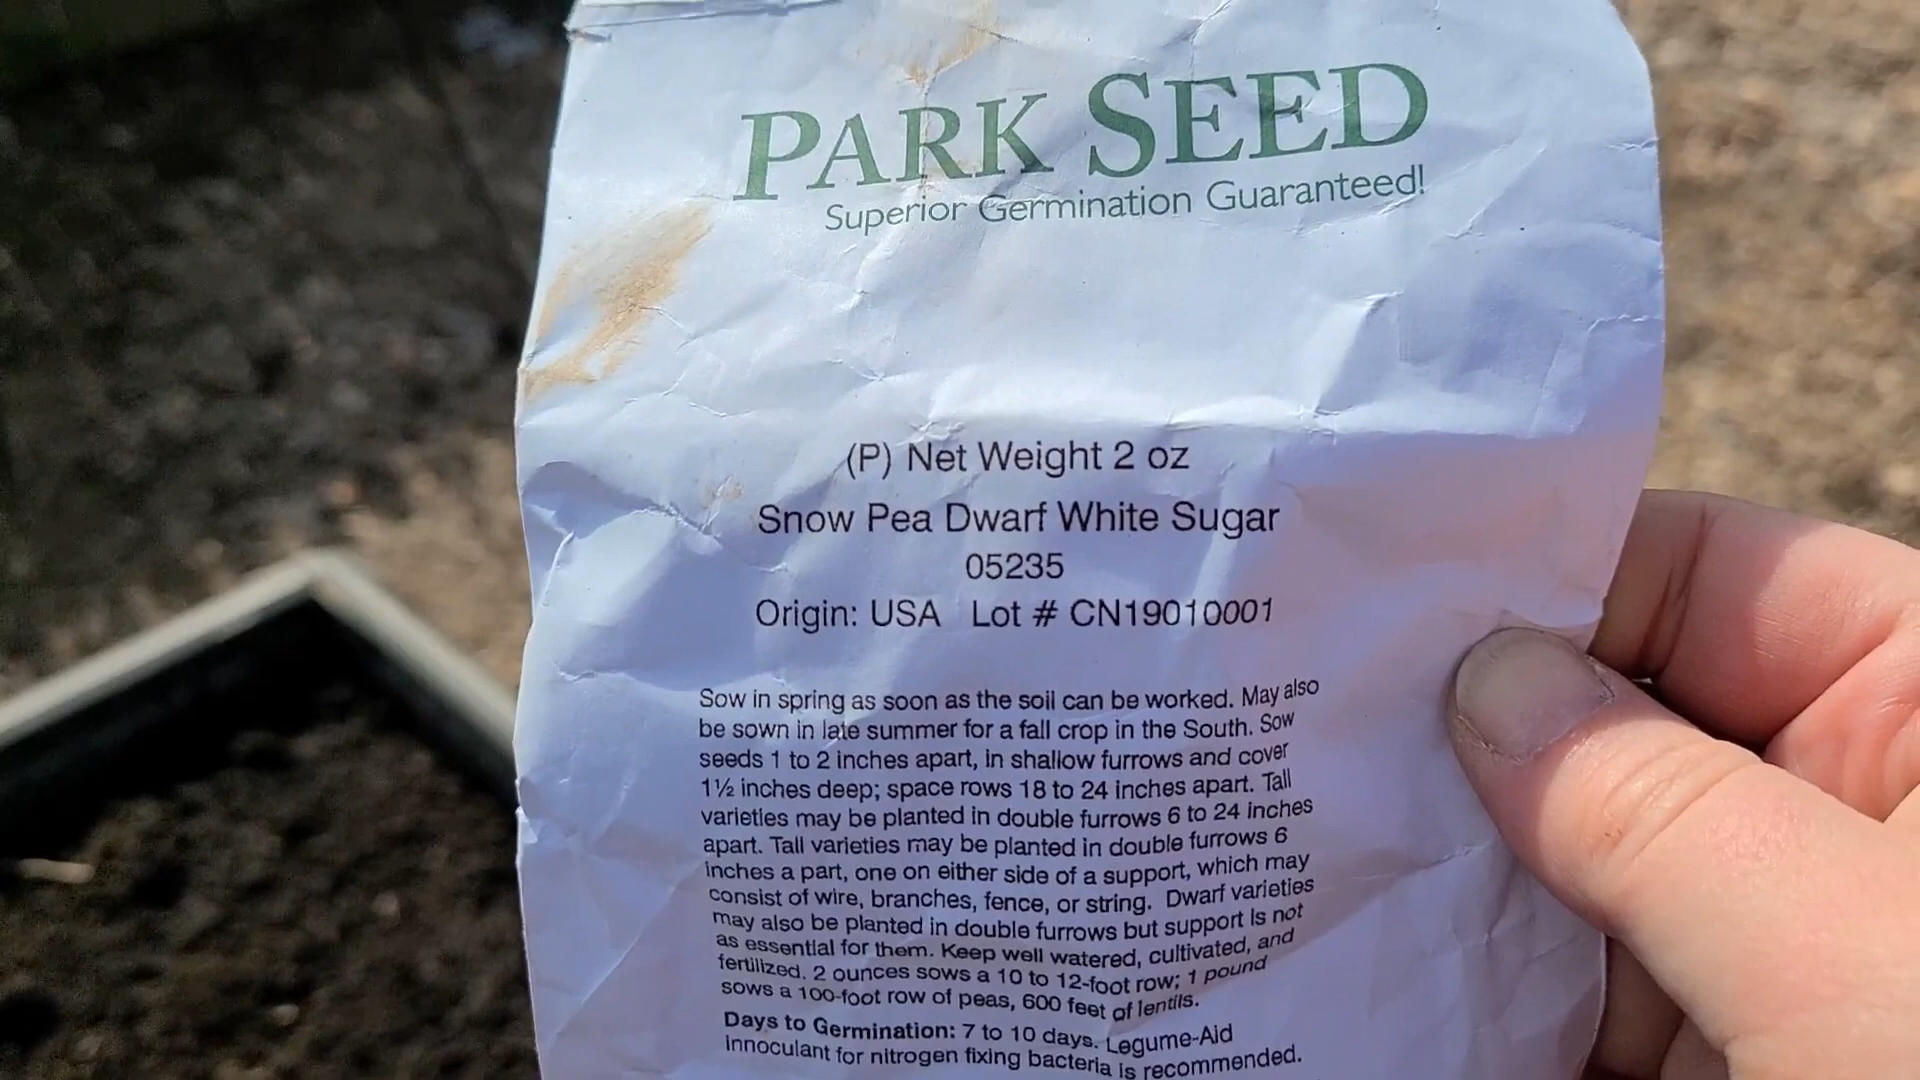 PARK SEED
Superior Germination Guaranteed!
(P) Net Weight 2 oz
Snow Pea Dwarf White Sugar
05235
Origin: USA Lot # CN19010001
Sow in spring as soon as the soil can be worked. May also
be sown in late summer for a fall crop in the South. Sow
seeds 1 to 2 inches apart, in shallow furrows and cover
1½ inches deep; space rows 18 to 24 inches apart. Tall
varieties may be planted in double furrows 6 to 24 inches
apart. Tall varieties may be planted in double furrows 6
inches a part, one on either side of a support, which may
consist of wire, branches, fence, or string. Dwarf varieties
may also be planted in double furrows but support is not
as essential for them. Keep well watered, cultivated, and
fertilized. 2 ounces sows a 10 to 12-foot row; 1 pound
sows a 100-foot row of peas, 600 feet of lentils.
Days to Germination: 7 to 10 days. Legume-Aid
innoculant for nitrogen fixing bacteria is recommended.